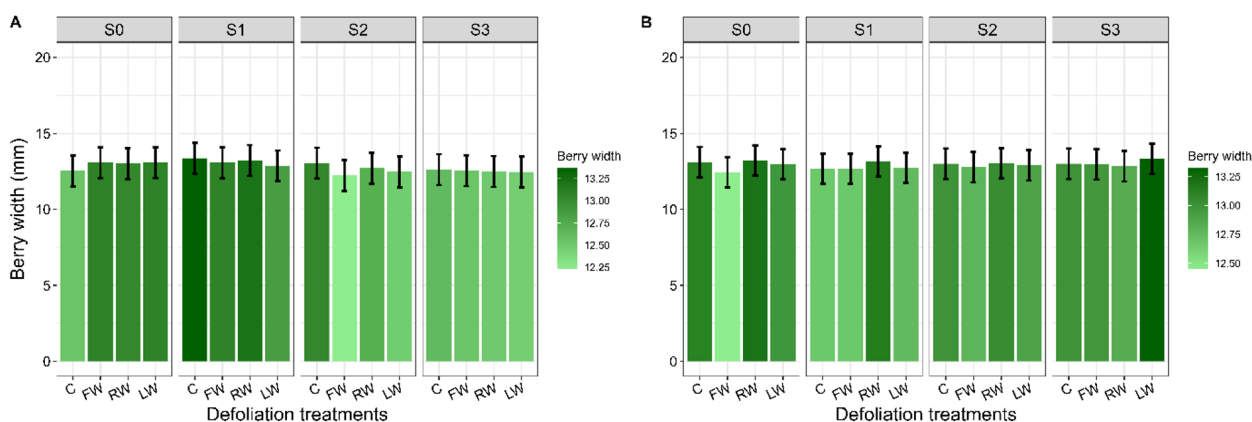 A
S0 S1 S2 S3
Berry width (mm)
20
15
10
5
0
C FW RW LW C FW RW LW C FW RW LW C FW RW LW
Defoliation treatments
Berry width
13.25
13.00
12.75
12.50
12.25
B
S0 S1 S2 S3
Berry width (mm)
20
15
10
5
0
C FW RW LW C FW RW LW C FW RW LW C FW RW LW
Defoliation treatments
Berry width
13.25
13.00
12.75
12.50